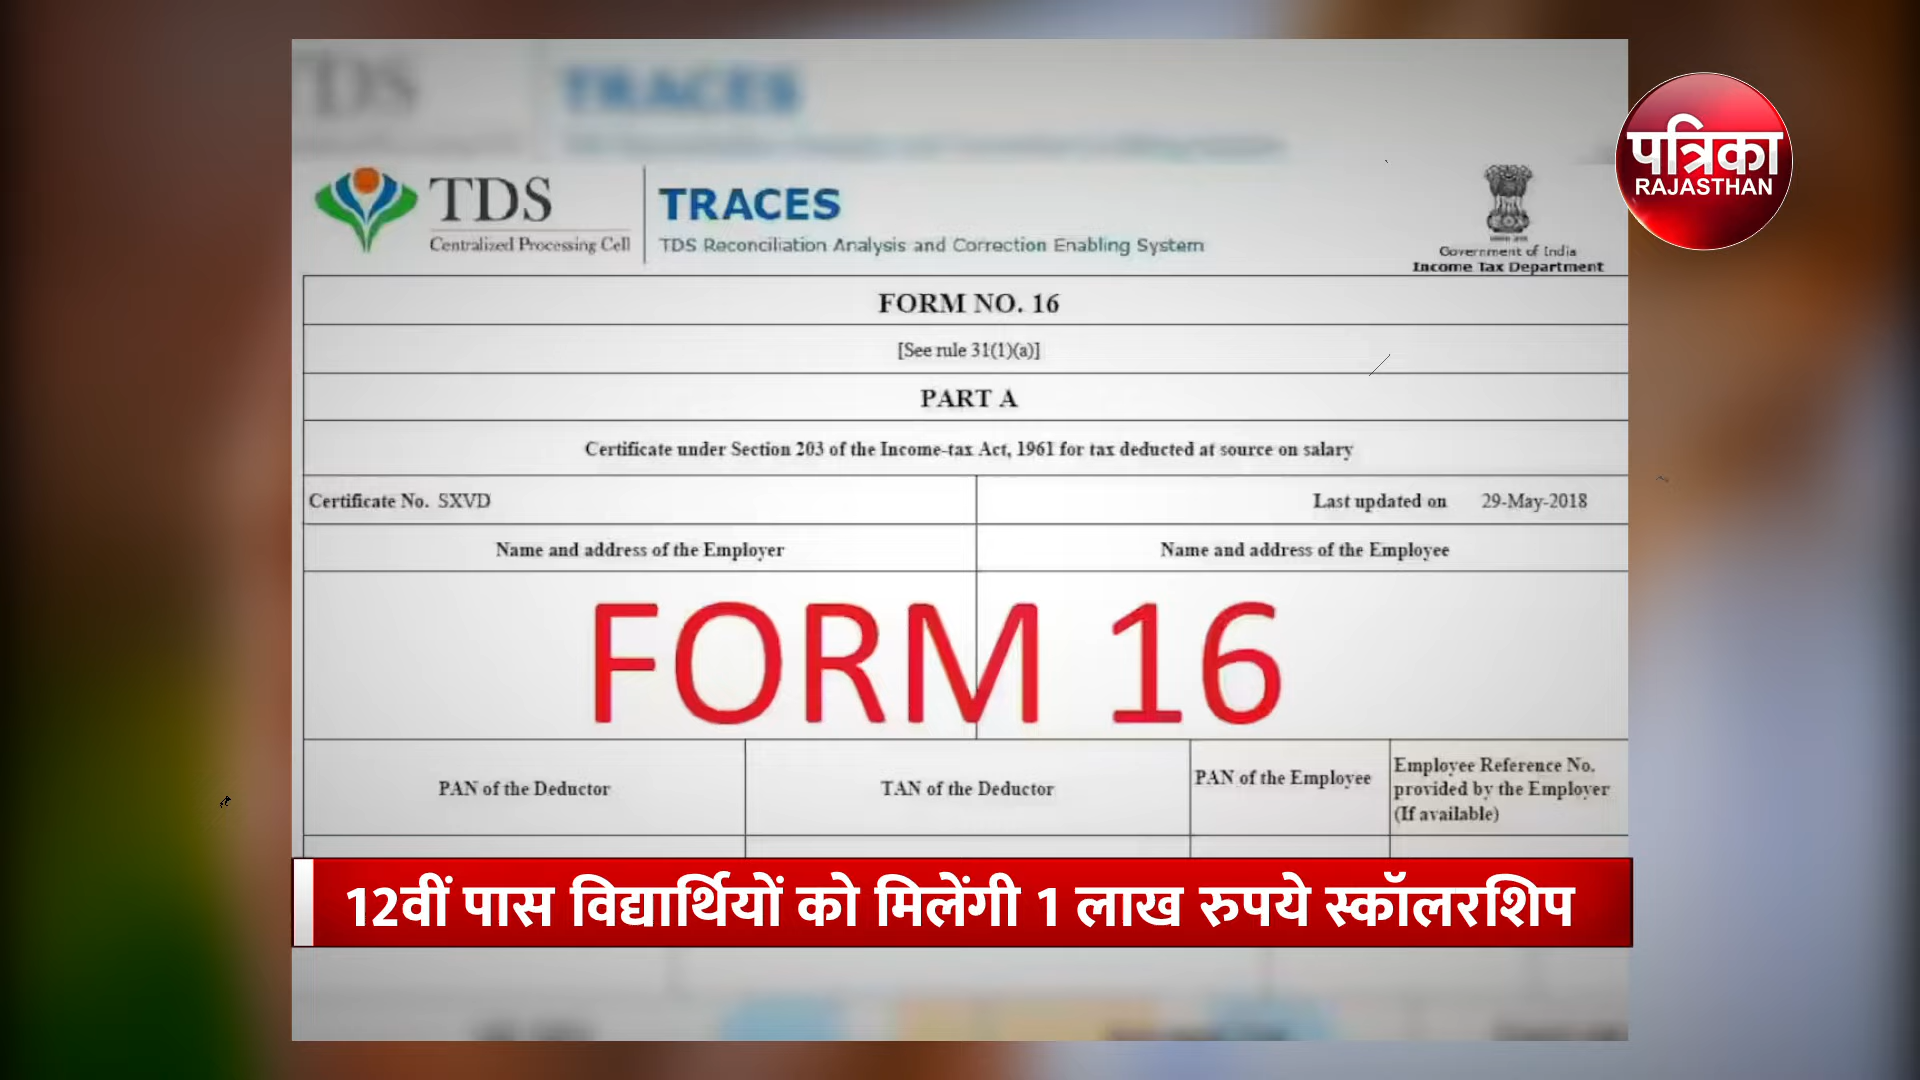 TDS
TRACES
TDS
Centralized Processing Cell
TRACES
TDS Reconciliation Analysis and Correction Enabling System
Government of India
Income Tax Department
पत्रिका
RAJASTHAN
FORM NO. 16
[See rule 31(1)(a)]
PART A
Certificate under Section 203 of the Income-tax Act, 1961 for tax deducted at source on salary
Certificate No. SXVD
Last updated on 29-May-2018
Name and address of the Employer
Name and address of the Employee
FORM 16
PAN of the Deductor
TAN of the Deductor
PAN of the Employee
Employee Reference No.
provided by the Employer
(If available)
12वीं पास विद्यार्थियों को मिलेंगी 1 लाख रुपये स्कॉलरशिप